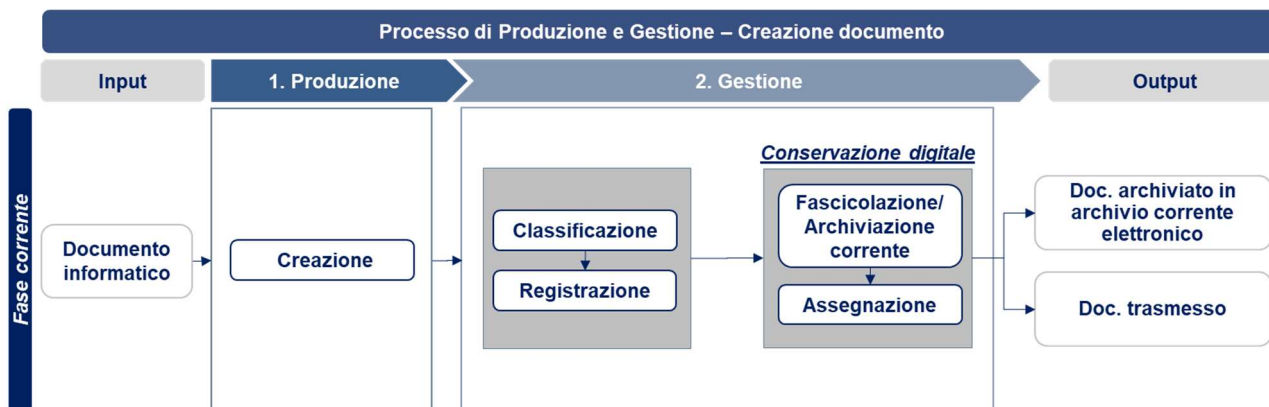 Processo di Produzione e Gestione – Creazione documento
Input
1. Produzione
2. Gestione
Output
Fase corrente
Documento
informatico
Creazione
Classificazione
Registrazione
Conservazione digitale
Fascicolazione/
Archiviazione
corrente
Assegnazione
Doc. archiviato in
archivio corrente
elettronico
Doc. trasmesso